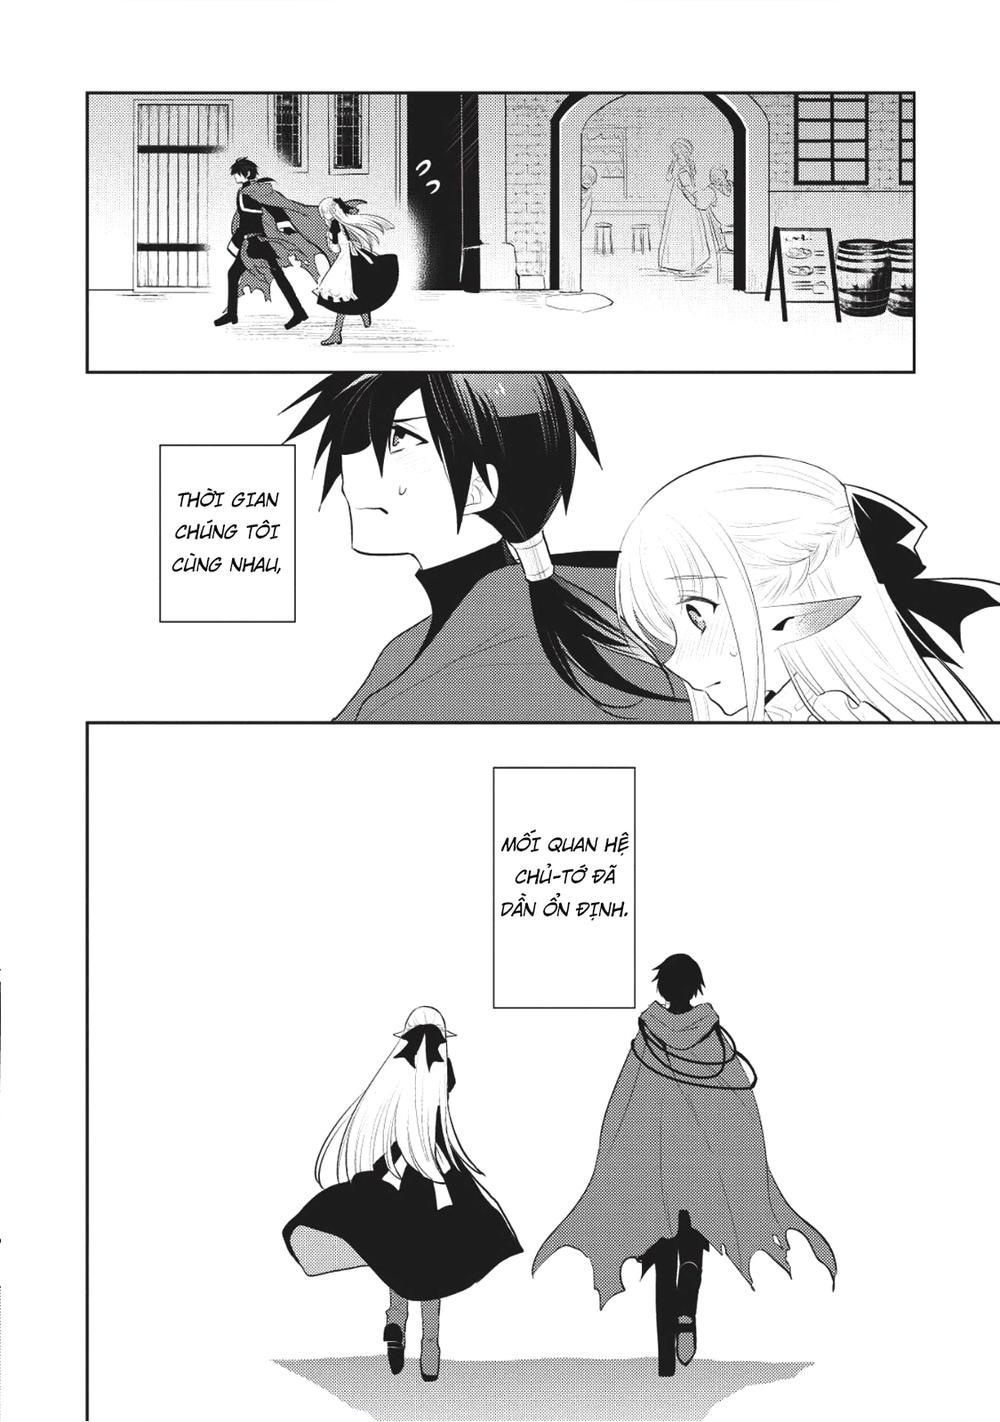 THỜI GIAN
CHÚNG TÔI
CÙNG NHAU,
MỐI QUAN HỆ
CHỦ-TỚ ĐÃ
DẦN ỔN ĐỊNH.